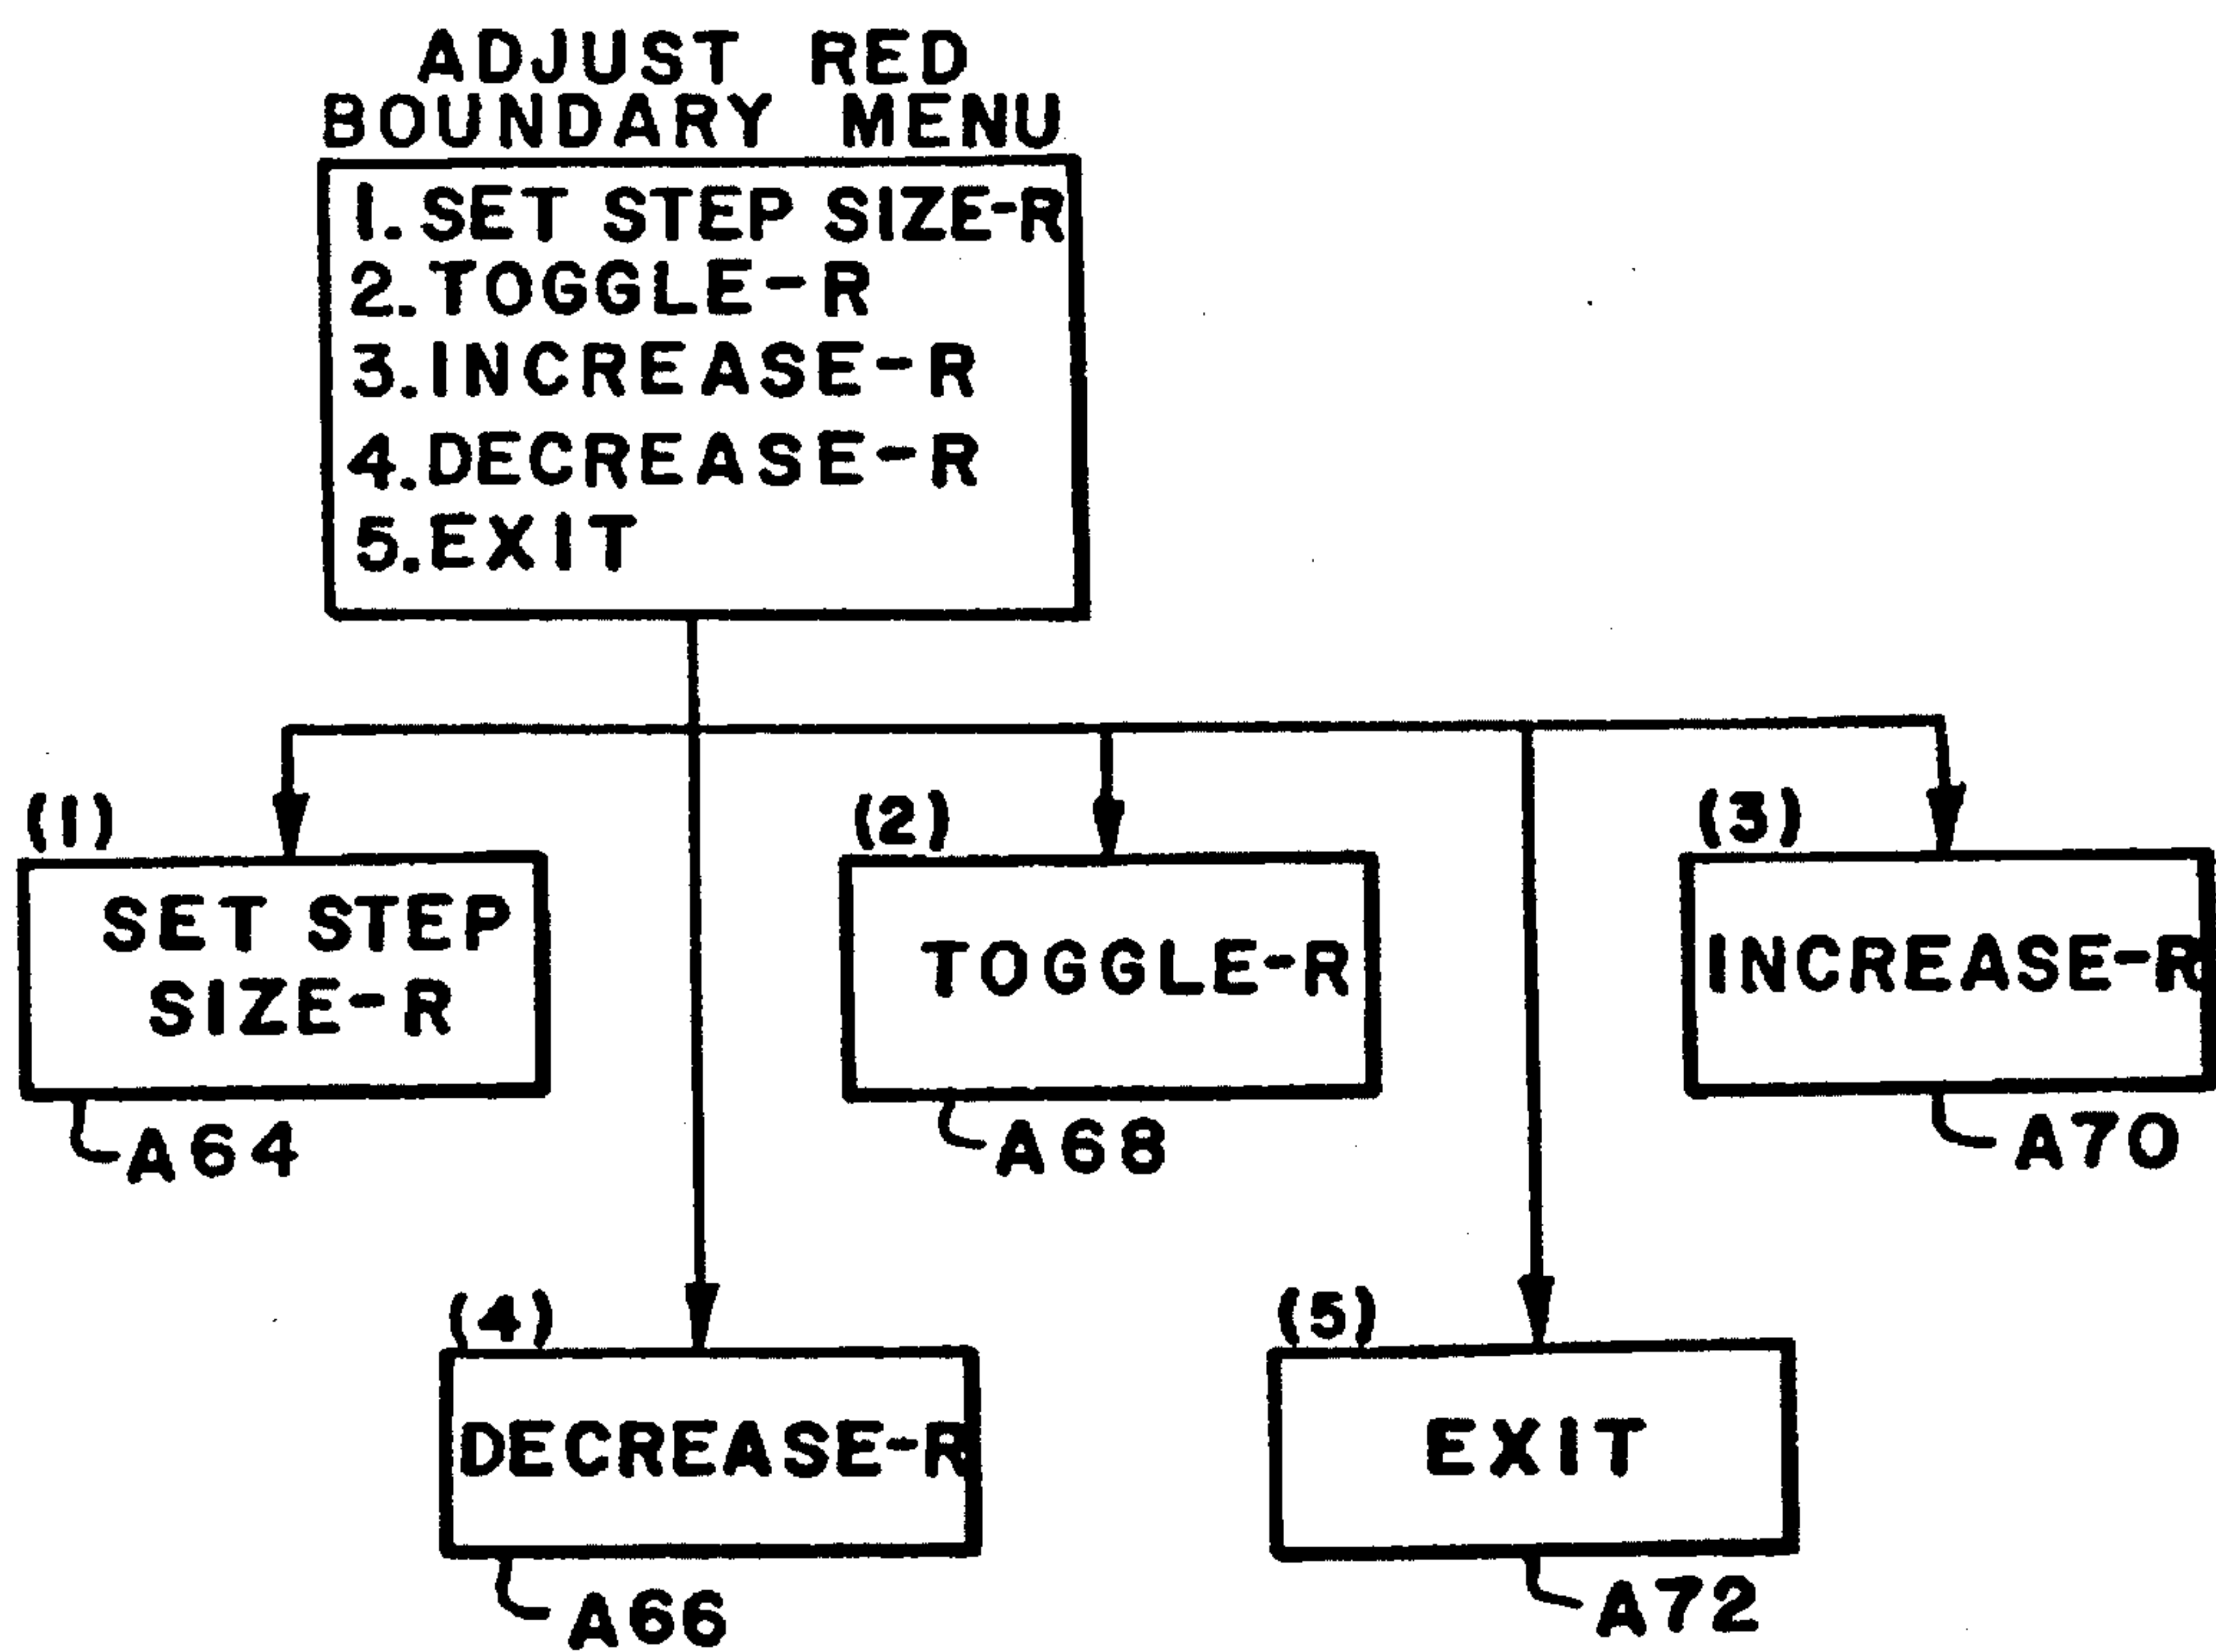 ADJUST RED
BOUNDARY MENU
1. SET STEP SIZE-R
2. TOGGLE-R
3. INCREASE-R
4. DECREASE-R
5. EXIT
(1)
SET STEP
SIZE-R
A64
(2)
TOGGLE-R
A68
(3)
INCREASE-R
A70
(4)
DECREASE-R
A66
(5)
EXIT
A72